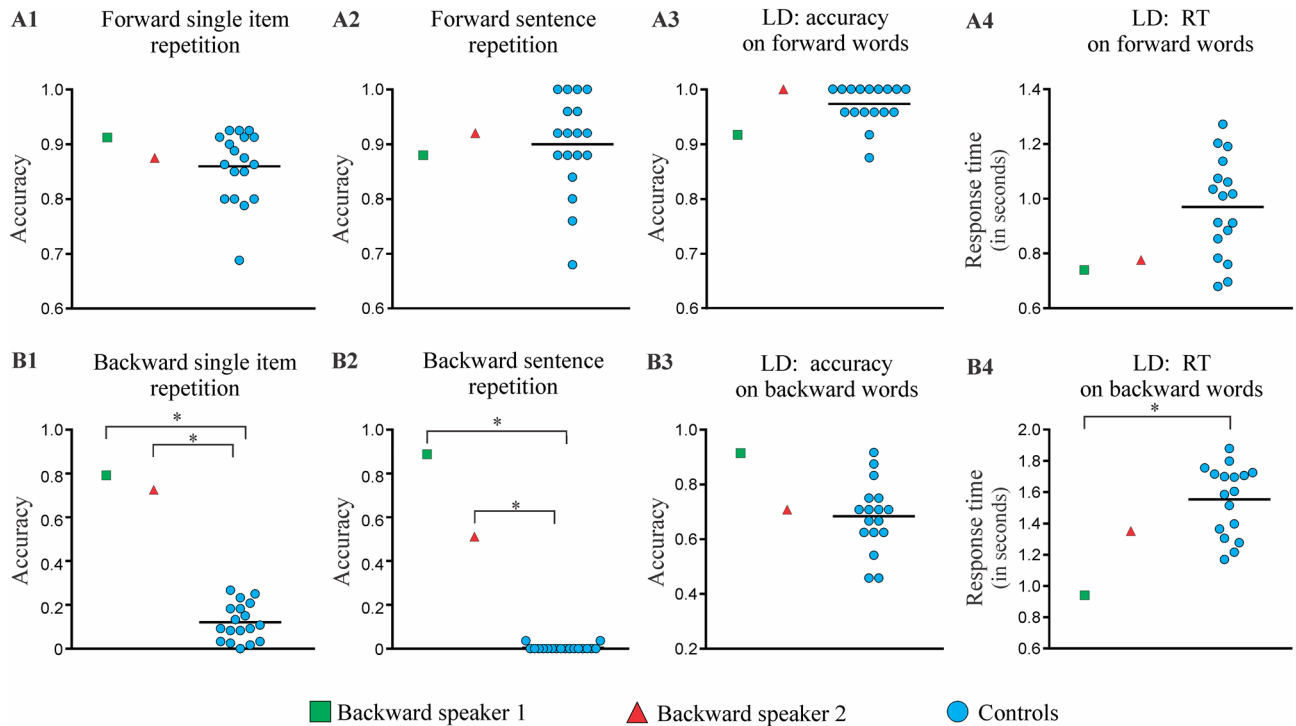 A1
Forward single item
repetition
Accuracy
1.0
0.9
0.8
0.7
0.6
A2
Forward sentence
repetition
Accuracy
1.0
0.9
0.8
0.7
0.6
A3
LD: accuracy
on forward words
Accuracy
1.0
0.9
0.8
0.7
0.6
A4
LD: RT
on forward words
Response time
(in seconds)
1.4
1.2
1.0
0.8
0.6
B1
Backward single item
repetition
*
*
Accuracy
1.0
0.8
0.6
0.4
0.2
0
B2
Backward sentence
repetition
*
*
Accuracy
1.0
0.8
0.6
0.4
0.2
0
B3
LD: accuracy
on backward words
Accuracy
1.0
0.8
0.6
0.4
0.2
B4
LD: RT
on backward words
*
Response time
(in seconds)
2.0
1.8
1.6
1.4
1.2
1.0
0.8
0.6
Backward speaker 1
Backward speaker 2
Controls